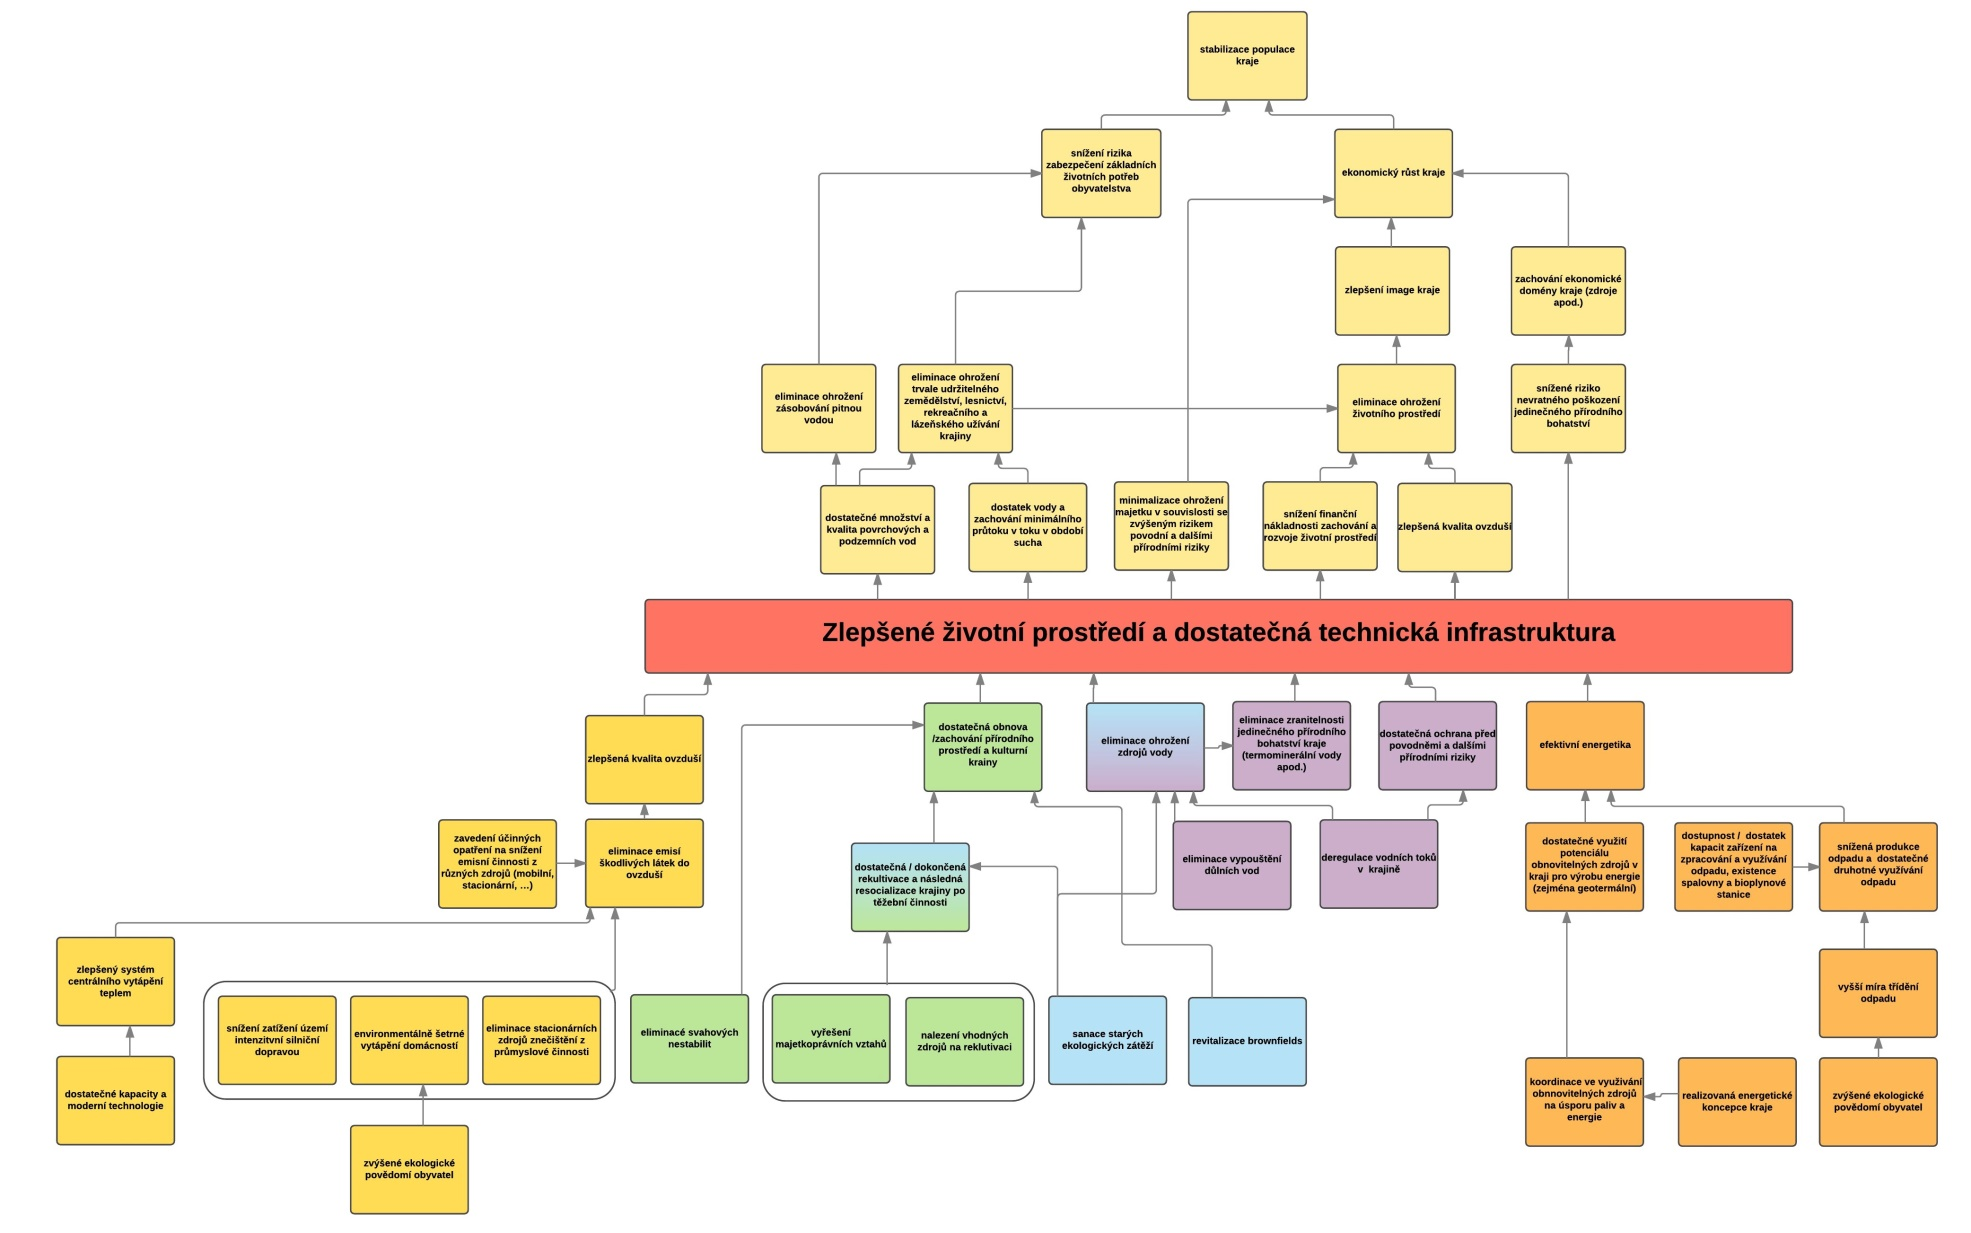 stabilizace populace
kraje
snížení rizika
zabezpečení základních
životních potřeb
obyvatelstva
ekonomický růst kraje
zlepšení image kraje
zachování ekonomické
domény kraje (zdroje
apod.)
eliminace ohrožení
zásobování pitnou
vodou
eliminace ohrožení
trvale udržitelného
zemědělství, lesnictví,
rekreačního a
lázeňského užívání
krajiny
eliminace ohrožení
životního prostředí
snížené riziko
nevratného poškození
jedinečného přírodního
bohatství
dostatečné množství a
kvalita povrchových a
podzemních vod
dostatek vody a
zachování minimálního
průtoku v toku v období
sucha
minimalizace ohrožení
majetku v souvislosti se
zvýšeným rizikem
povodní a dalšími
přírodními riziky
snížení finanční
nákladnosti zachování a
rozvoje životní prostředí
zlepšená kvalita ovzduší
Zlepšené životní prostředí a dostatečná technická infrastruktura
zlepšená kvalita ovzduší
dostatečná obnova
/zachování přírodního
prostředí a kulturní
krainy
eliminace ohrožení
zdrojů vody
eliminace zranitelnosti
jedinečného přírodního
bohatství kraje
(termominerální vody
apod.)
dostatečná ochrana před
povodněmi a dalšími
přírodními riziky
efektivní energetika
zavedení účinných
opatření na snížení
emisní činnosti z
různých zdrojů (mobilní,
stacionární, ...)
eliminace emisí
škodlivých látek do
ovzduší
dostatečná / dokončená
rekultivace a následná
resocializace krajiny po
těžební činnosti
eliminace vypouštění
důlních vod
deregulace vodních toků
v krajině
dostatečné využití
potenciálu
obnovitelných zdrojů v
kraji pro výrobu energie
(zejména geotermální)
dostupnost / dostatek
kapacit zařízení na
zpracování a využívání
odpadu, existence
spalovny a bioplynové
stanice
snížená produkce
odpadu a dostatečné
druhotné využívání
odpadu
zlepšený systém
centrálního vytápění
teplem
snížení zatížení území
intenzitvní silniční
dopravou
environmentálně šetrné
vytápění domácností
eliminace stacionárních
zdrojů znečištění z
průmyslové činnosti
eliminacé svahových
nestabilit
vyřešení
majetkoprávních vztahů
nalezení vhodných
zdrojů na reklutivaci
sanace starých
ekologických zátěží
revitalizace brownfields
vyšší míra třídění
odpadu
dostatečné kapacity a
moderní technologie
koordinace ve využívání
obnnovitelných zdrojů
na úsporu paliv a
energie
realizovaná energetické
koncepce kraje
zvýšené ekologické
povědomí obyvatel
zvýšené ekologické
povědomí obyvatel